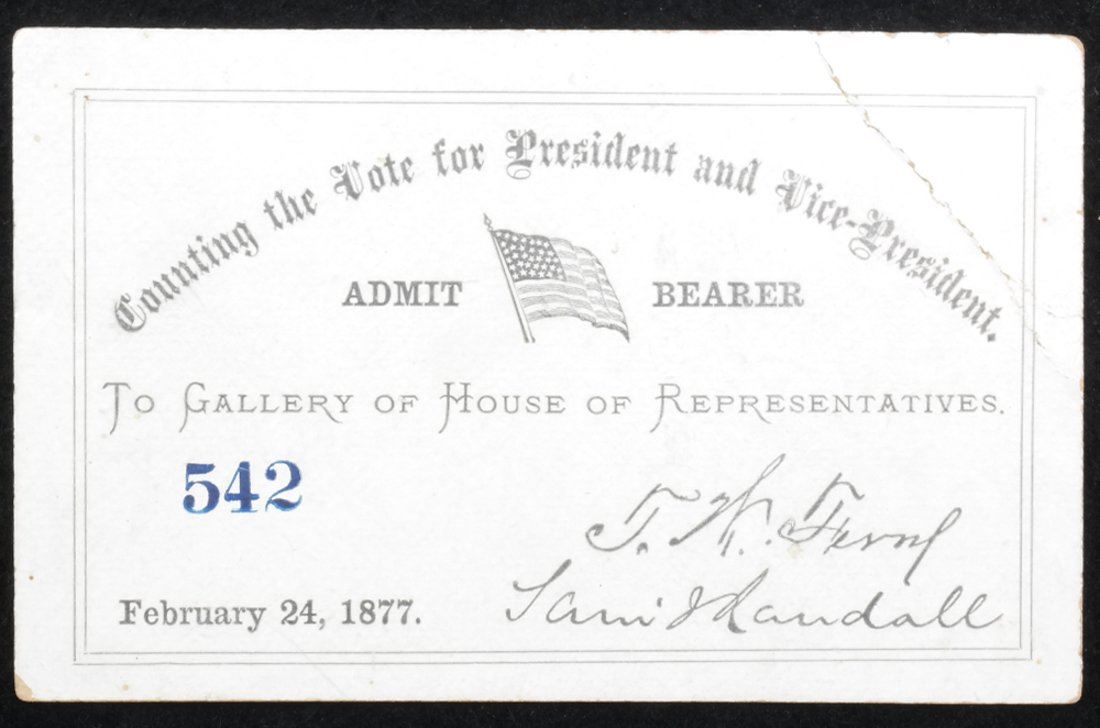 Counting the Vote for President and Vice-President.
ADMIT BEARER
TO GALLERY OF HOUSE OF REPRESENTATIVES.
542
T. W. Ferry
Saml J Randall
February 24, 1877.